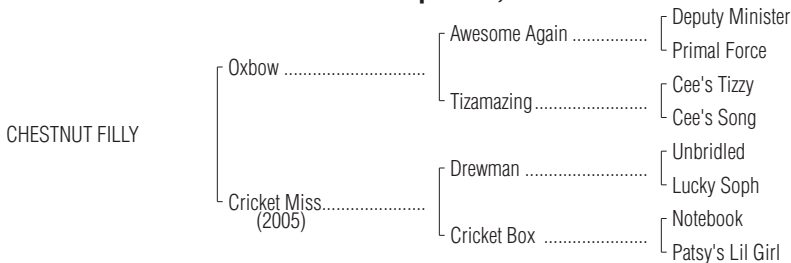 Deputy Minister
Awesome Again ................
Primal Force
Oxbow .............................
Cee's Tizzy
Tizamazing.......................
Cee's Song
CHESTNUT FILLY
Unbridled
Drewman .........................
Lucky Soph
Cricket Miss.....................
(2005)
Notebook
Cricket Box .....................
Patsy's Lil Girl